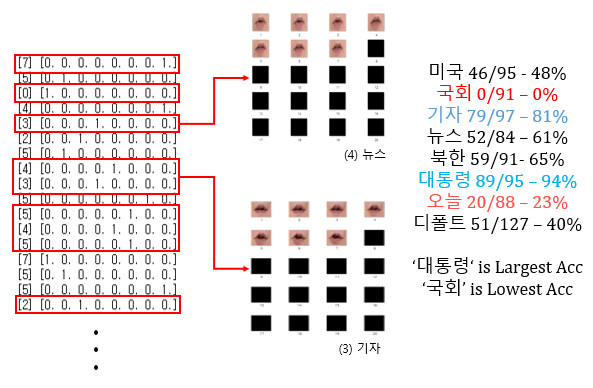 [7] [0. 0. 0. 0. 0. 0. 0. 1.]
[5] [0. 1. 0. 0. 0. 0. 0. 0.]
[0] [1. 0. 0. 0. 0. 0. 0. 0.]
[4] [0. 0. 0. 0. 0. 0. 0. 1.]
[3] [0. 0. 0. 1. 0. 0. 0. 0.]
[2] [0. 0. 1. 0. 0. 0. 0. 0.]
[5] [0. 1. 0. 0. 0. 0. 0. 0.]
[4] [0. 0. 0. 0. 1. 0. 0. 0.]
[3] [0. 0. 0. 1. 0. 0. 0. 0.]
[5] [0. 0. 0. 0. 0. 0. 1. 0.]
[5] [0. 0. 0. 0. 0. 1. 0. 0.]
[4] [0. 0. 0. 0. 1. 0. 0. 0.]
[5] [0. 0. 0. 0. 0. 1. 0. 0.]
[7] [1. 0. 0. 0. 0. 0. 0. 0.]
[5] [0. 1. 0. 0. 0. 0. 0. 0.]
[5] [0. 0. 0. 0. 0. 0. 0. 1.]
[2] [0. 0. 1. 0. 0. 0. 0. 0.]
(4) 뉴스
(3) 기자
미국 46/95 - 48%
국회 0/91 – 0%
기자 79/97 – 81%
뉴스 52/84 – 61%
북한 59/91- 65%
대통령 89/95 – 94%
오늘 20/88 – 23%
디폴트 51/127 – 40%
‘대통령‘ is Largest Acc
‘국회’ is Lowest Acc